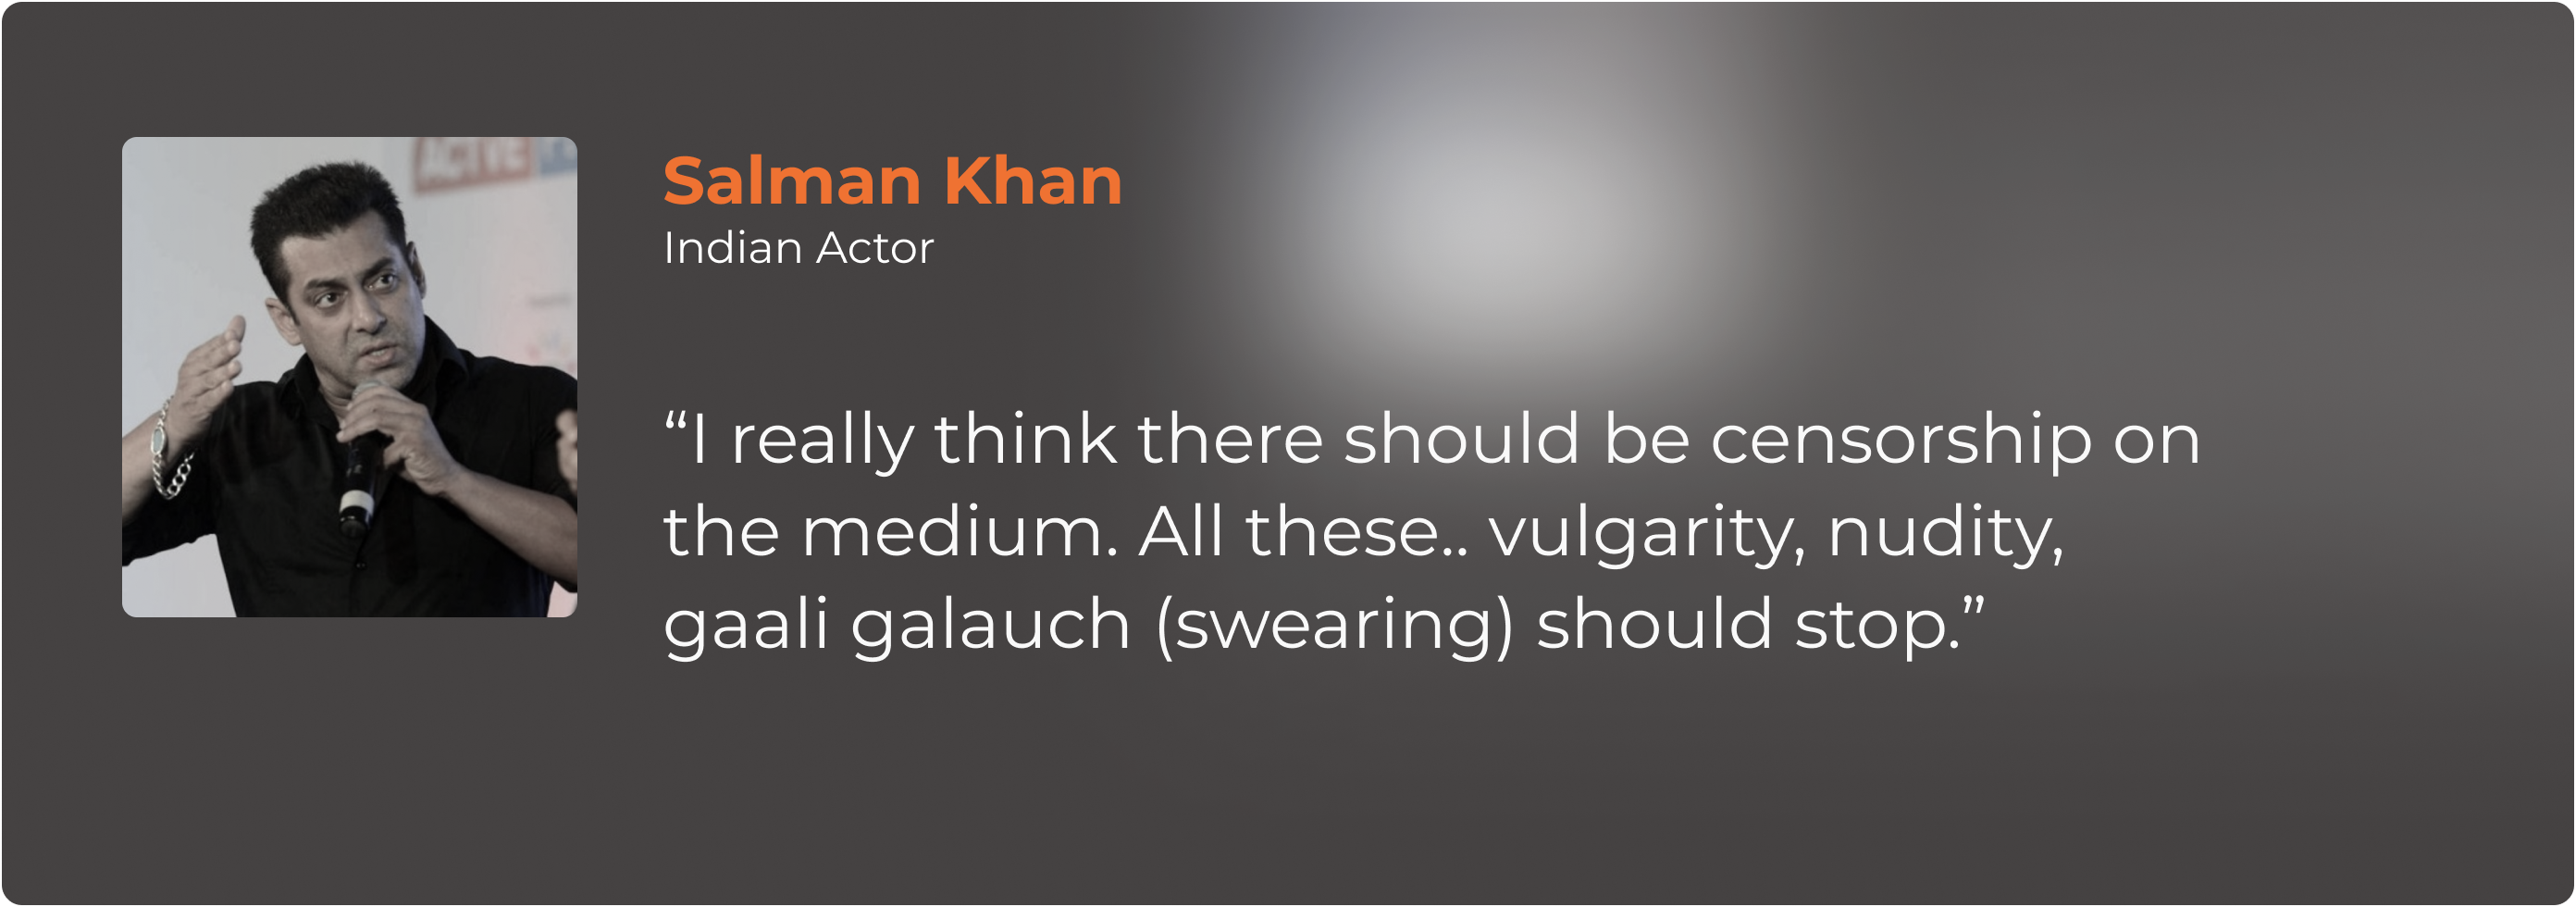 ACTIVE
Salman Khan
Indian Actor
“I really think there should be censorship on
the medium. All these.. vulgarity, nudity,
gaali galauch (swearing) should stop.”